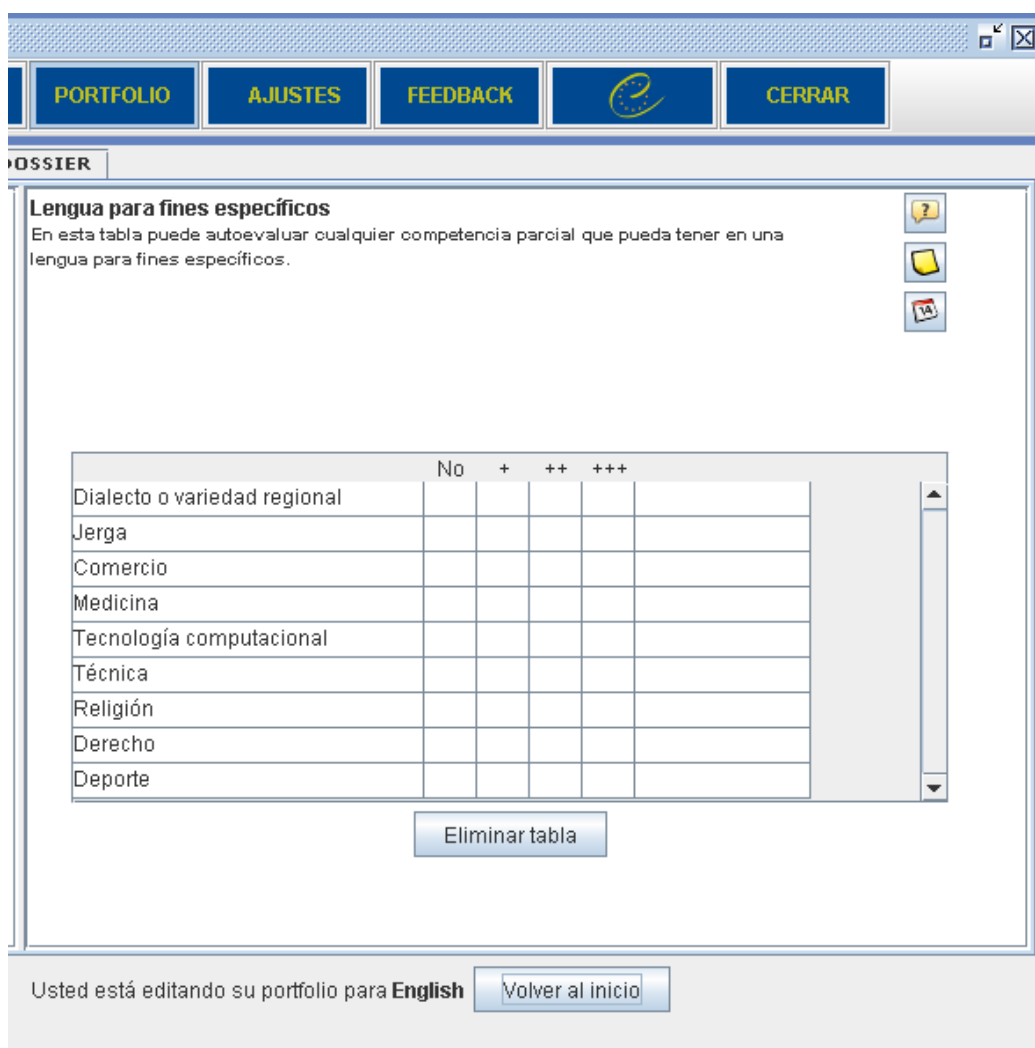 PORTFOLIO AJUSTES FEEDBACK CERRAR
DOSSIER
Lengua para fines específicos
En esta tabla puede autoevaluar cualquier competencia parcial que pueda tener en una
lengua para fines específicos.
?
14
No + ++ +++
Dialecto o variedad regional
Jerga
Comercio
Medicina
Tecnología computacional
Técnica
Religión
Derecho
Deporte
Eliminar tabla
Usted está editando su portfolio para English Volver al inicio